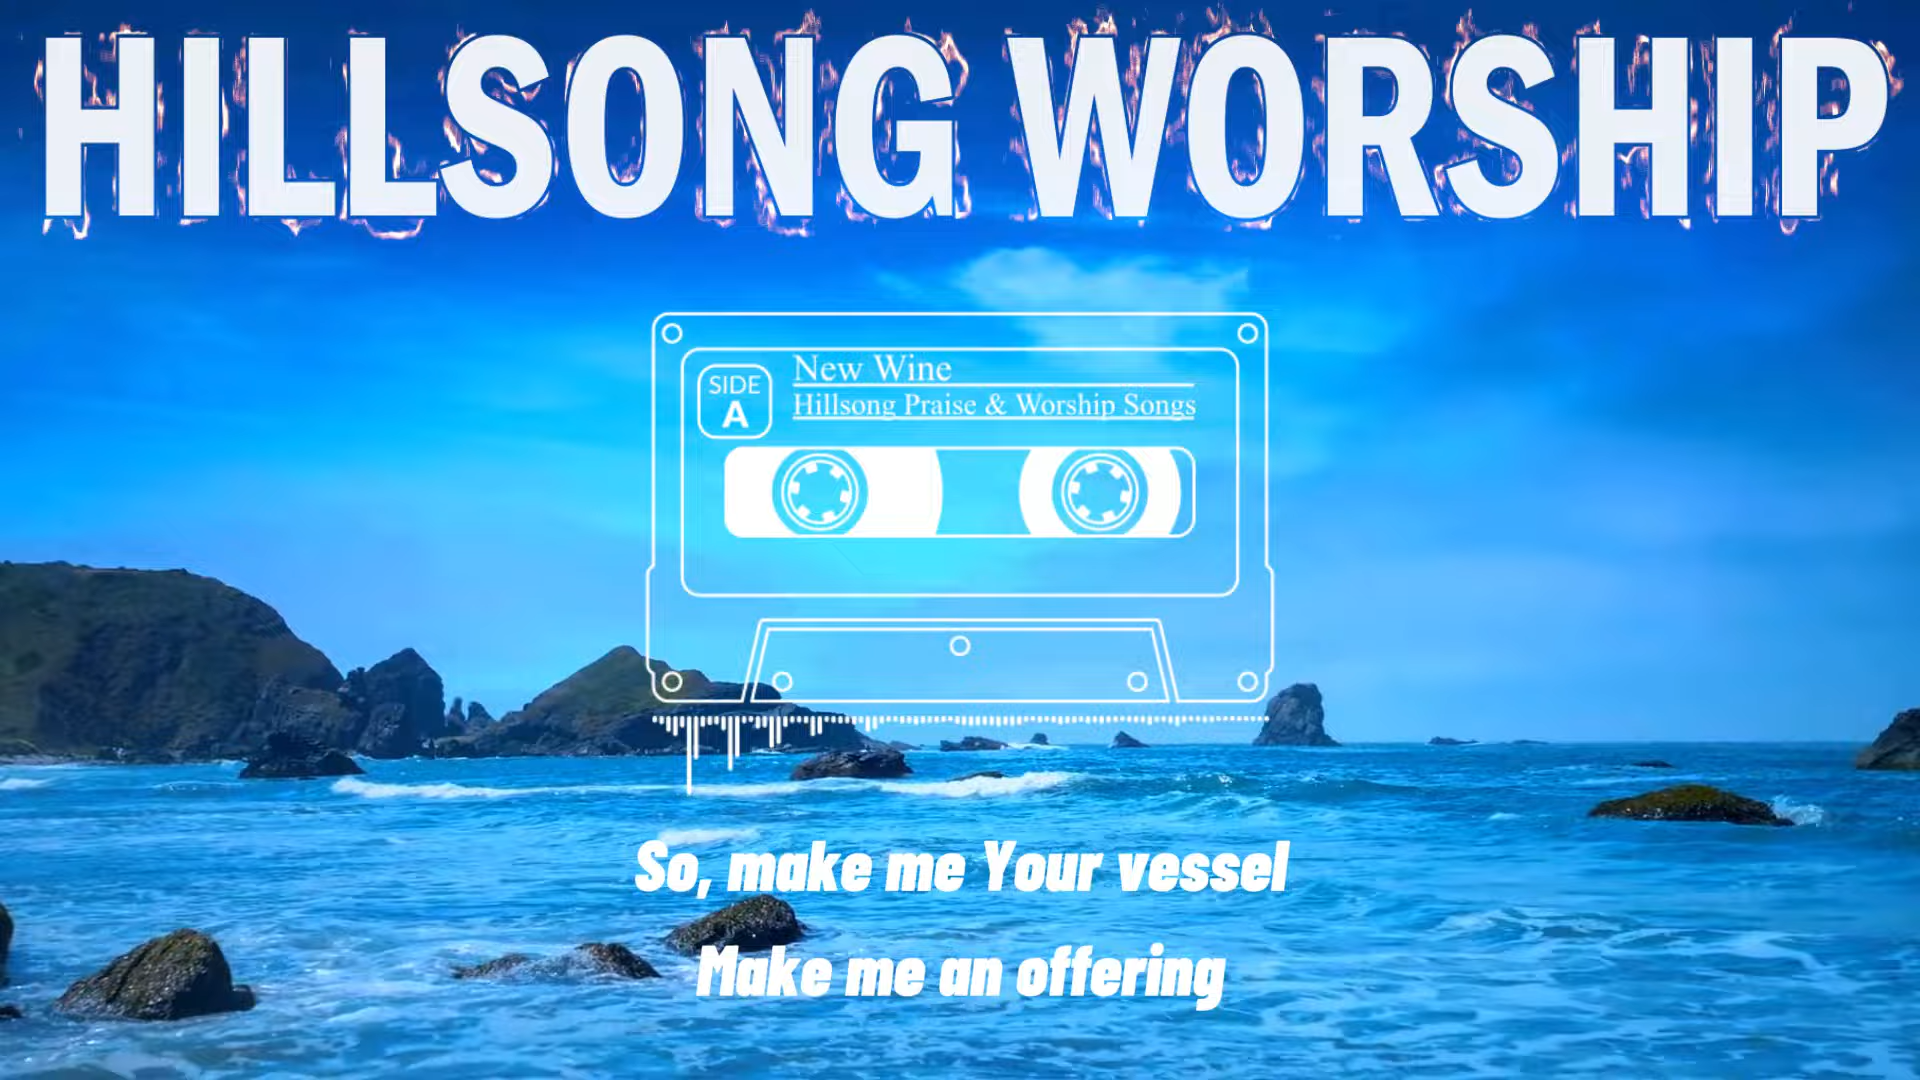 HILLSONG WORSHIP
SIDE
A
New Wine
Hillsong Praise & Worship Songs
So, make me Your vessel
Make me an offering